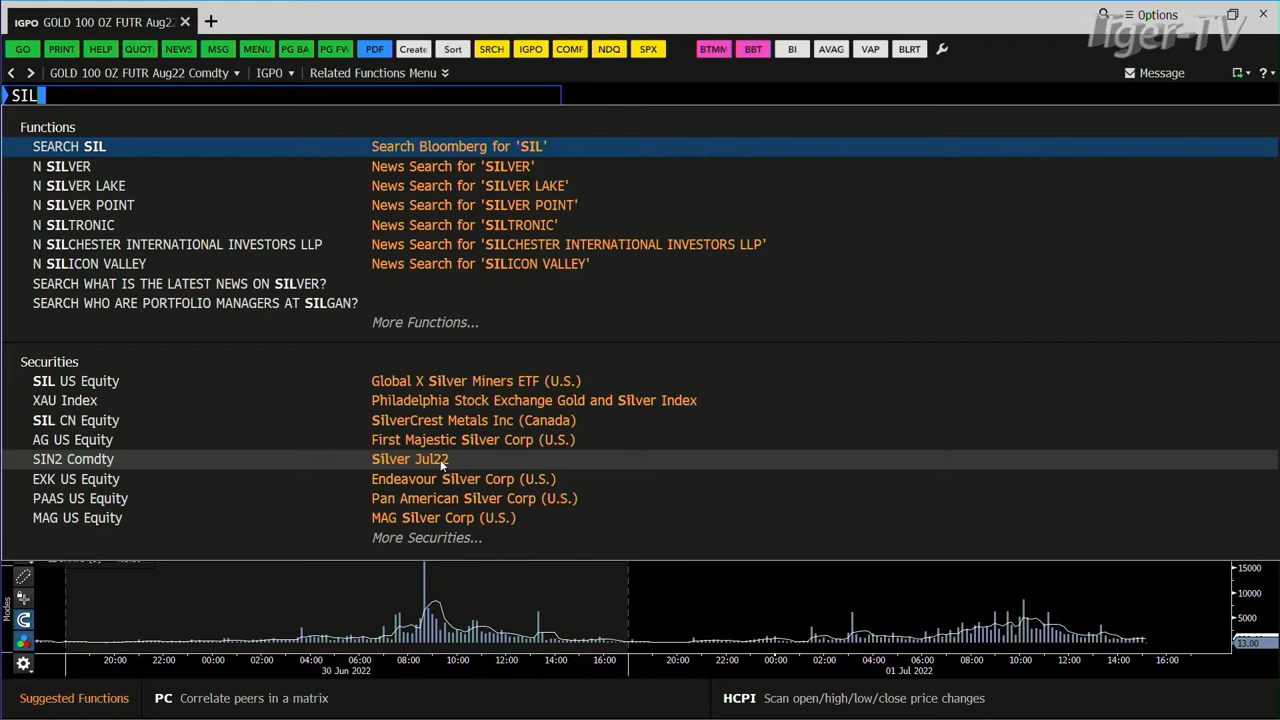 IGPO GOLD 100 OZ FUTR Aug22
Options
Tiger-TV
GO PRINT HELP QUOT NEWS MSG MENU PG BA PG FW PDF Create Sort SRCH IGPO COMF NDQ SPX BTMM BBT BI AVAG VAP BLRT
GOLD 100 OZ FUTR Aug22 Comdty IGPO Related Functions Menu Message ?
SIL
Functions
SEARCH SIL Search Bloomberg for 'SIL'
N SILVER News Search for 'SILVER'
N SILVER LAKE News Search for 'SILVER LAKE'
N SILVER POINT News Search for 'SILVER POINT'
N SILTRONIC News Search for 'SILTRONIC'
N SILCHESTER INTERNATIONAL INVESTORS LLP News Search for 'SILCHESTER INTERNATIONAL INVESTORS LLP'
N SILICON VALLEY News Search for 'SILICON VALLEY'
SEARCH WHAT IS THE LATEST NEWS ON SILVER?
SEARCH WHO ARE PORTFOLIO MANAGERS AT SILGAN?
More Functions...
Securities
SIL US Equity Global X Silver Miners ETF (U.S.)
XAU Index Philadelphia Stock Exchange Gold and Silver Index
SIL CN Equity SilverCrest Metals Inc (Canada)
AG US Equity First Majestic Silver Corp (U.S.)
SIN2 Comdty Silver Jul22
EXK US Equity Endeavour Silver Corp (U.S.)
PAAS US Equity Pan American Silver Corp (U.S.)
MAG US Equity MAG Silver Corp (U.S.)
More Securities...
15000
10000
5000
13.00
Modes
20:00 22:00 00:00 02:00 04:00 06:00 08:00 10:00 12:00 14:00 16:00 20:00 22:00 00:00 02:00 04:00 06:00 08:00 10:00 12:00 14:00 16:00
30 Jun 2022 01 Jul 2022
Suggested Functions PC Correlate peers in a matrix HCPI Scan open/high/low/close price changes